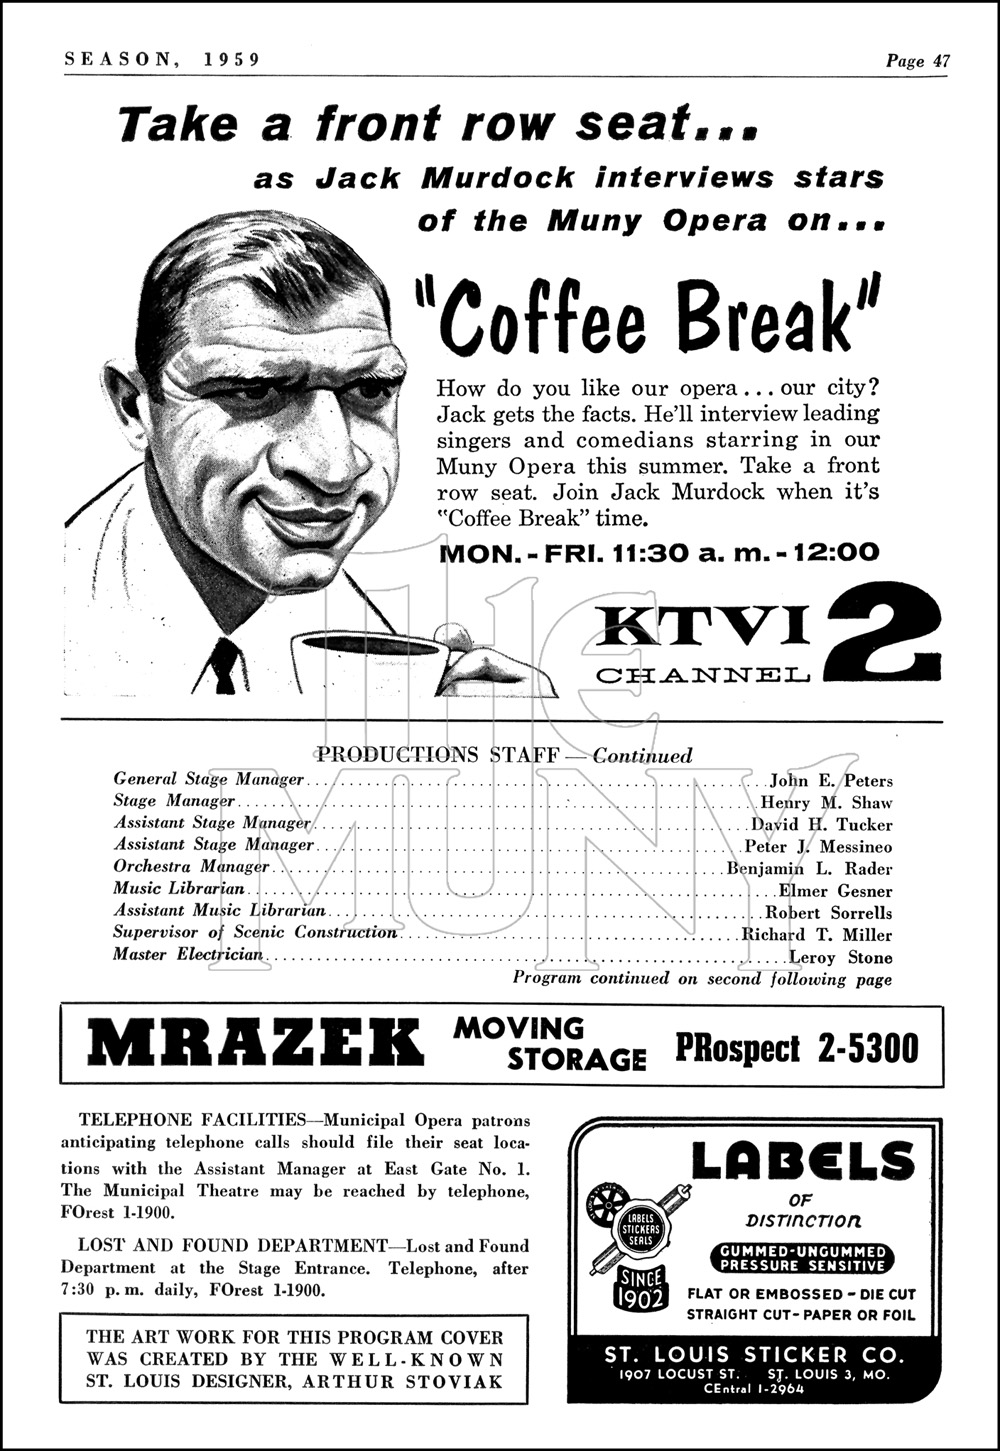 SEASON, 1959
Page 47
Take a front row seat...
as Jack Murdock interviews stars
of the Muny Opera on...
"Coffee Break"
How do you like our opera... our city?
Jack gets the facts. He'll interview leading
singers and comedians starring in our
Muny Opera this summer. Take a front
row seat. Join Jack Murdock when it's
"Coffee Break" time.
MON. - FRI. 11:30 a. m. - 12:00
KTVI
CHANNEL
2
THE
MUNY
PRODUCTIONS STAFF — Continued
General Stage Manager....John E. Peters
Stage Manager....Henry M. Shaw
Assistant Stage Manager....David H. Tucker
Assistant Stage Manager....Peter J. Messineo
Orchestra Manager....Benjamin L. Rader
Music Librarian....Elmer Gesner
Assistant Music Librarian....Robert Sorrells
Supervisor of Scenic Construction....Richard T. Miller
Master Electrician....Leroy Stone
Program continued on second following page
MRAZEK MOVING STORAGE PRospect 2-5300
TELEPHONE FACILITIES—Municipal Opera patrons
anticipating telephone calls should file their seat loca-
tions with the Assistant Manager at East Gate No. 1.
The Municipal Theatre may be reached by telephone,
FOrest 1-1900.
LOST AND FOUND DEPARTMENT—Lost and Found
Department at the Stage Entrance. Telephone, after
7:30 p. m. daily, FOrest 1-1900.
THE ART WORK FOR THIS PROGRAM COVER
WAS CREATED BY THE WELL-KNOWN
ST. LOUIS DESIGNER, ARTHUR STOVIAK
LABELS
OF
DISTINCTION
LABELS
STICKERS
SEALS
SINCE
1902
GUMMED-UNGUMMED
PRESSURE SENSITIVE
FLAT OR EMBOSSED - DIE CUT
STRAIGHT CUT - PAPER OR FOIL
ST. LOUIS STICKER CO.
1907 LOCUST ST. ST. LOUIS 3, MO.
CEntral 1-2964